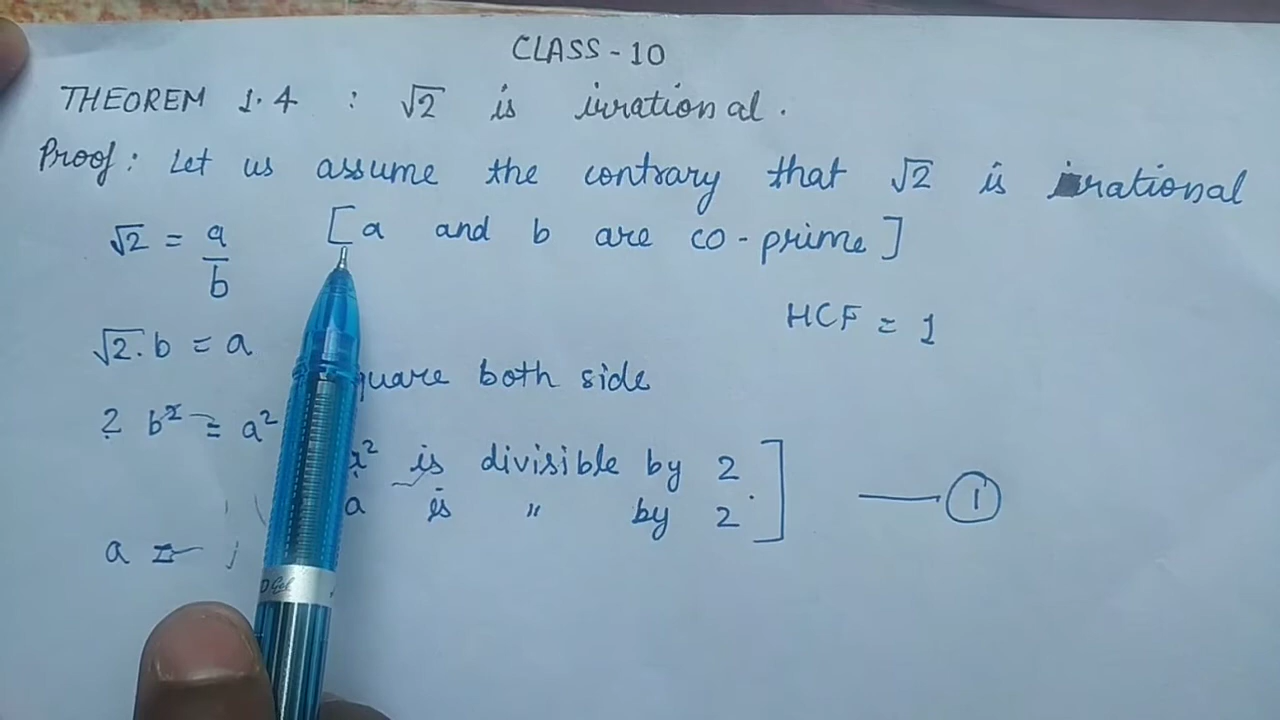 CLASS - 10
THEOREM 1.4 : √2 is irrational.
Proof : Let us assume the contrary that √2 is rational
√2 = a/b [a and b are co-prime]
HCF = 1
√2.b = a
quare both side
2 b² = a²
² is divisible by 2
a is " by 2 ] — ①
a =
Gel